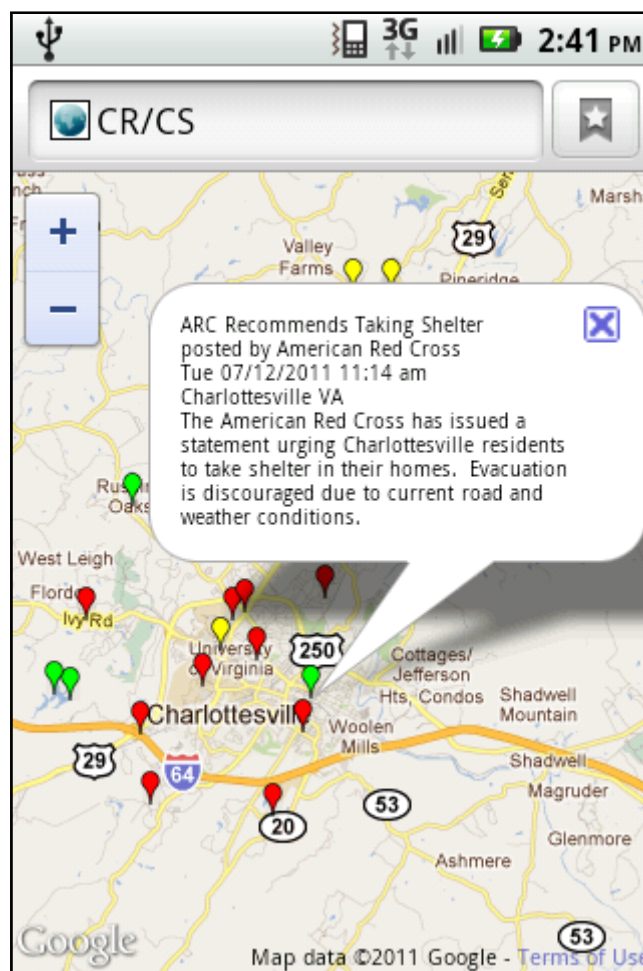 3G 2:41 PM
CR/CS
Marsh
29
Valley
Farms
Pineridge
ARC Recommends Taking Shelter
posted by American Red Cross
Tue 07/12/2011 11:14 am
Charlottesville VA
The American Red Cross has issued a
statement urging Charlottesville residents
to take shelter in their homes. Evacuation
is discouraged due to current road and
weather conditions.
Oaks
West Leigh
Ivy Rd
University
of Virginia
250
Cottages/
Jefferson
Hts, Condos
Shadwell
Mountain
Charlottesville
Woolen
Mills
29
64
Shadwell
Magruder
53
20
Glenmore
Ashmere
53
Google
Map data ©2011 Google - Terms of Use